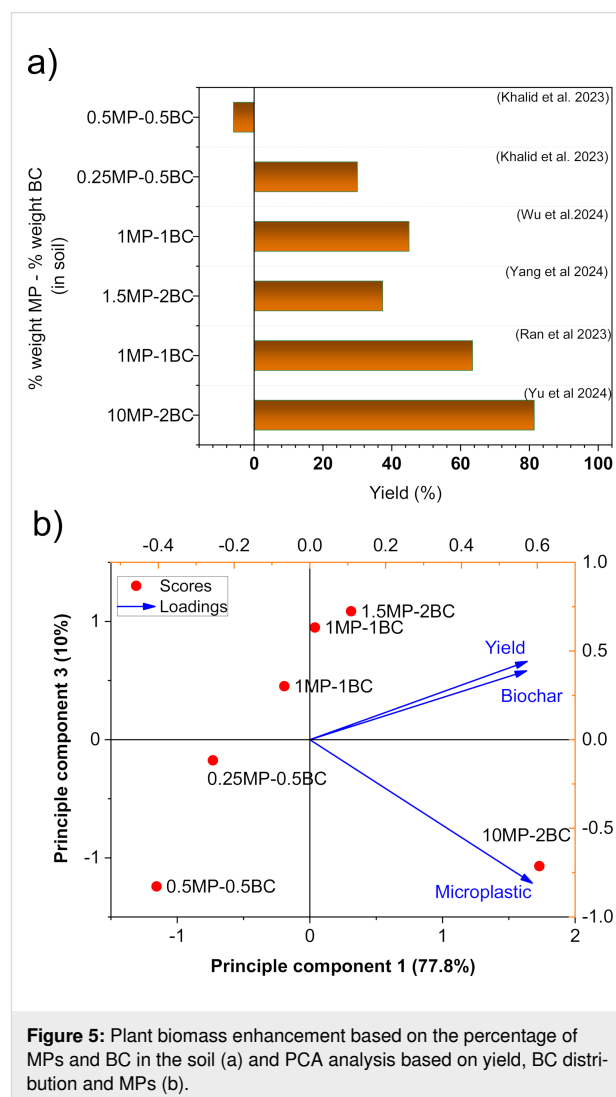 a)
(Khalid et al. 2023)
0.5MP-0.5BC
(Khalid et al. 2023)
0.25MP-0.5BC
(Wu et al.2024)
1MP-1BC
(Yang et al 2024)
1.5MP-2BC
(Ran et al 2023)
1MP-1BC
(Yu et al 2024)
10MP-2BC
% weight MP - % weight BC
(in soil)
0 20 40 60 80 100
Yield (%)
b)
-0.4 -0.2 0.0 0.2 0.4 0.6
1.0
Scores
Loadings
1.5MP-2BC
1
1MP-1BC
Yield
0.5
Biochar
1MP-1BC
0
0.0
0.25MP-0.5BC
10MP-2BC
-0.5
-1
0.5MP-0.5BC
Microplastic
-1.0
-1 0 1 2
Principle component 3 (10%)
Principle component 1 (77.8%)
Figure 5: Plant biomass enhancement based on the percentage of
MPs and BC in the soil (a) and PCA analysis based on yield, BC distri-
bution and MPs (b).